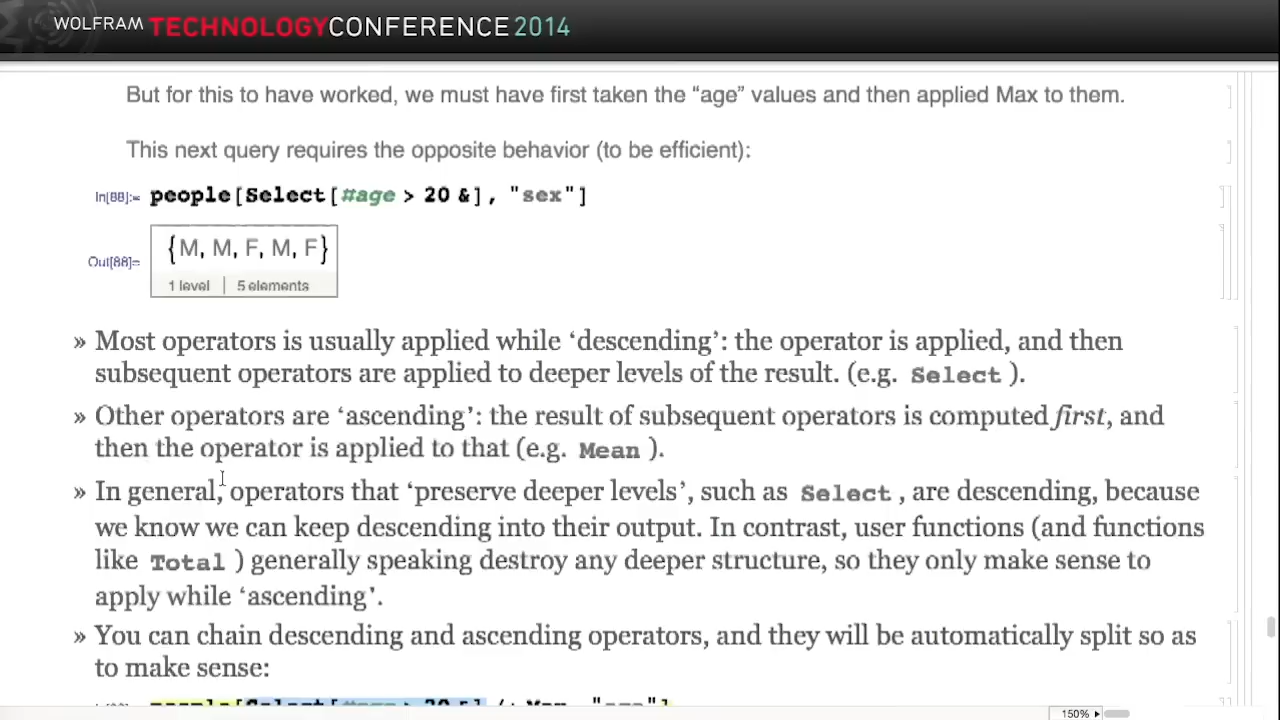 WOLFRAM TECHNOLOGYCONFERENCE 2014
But for this to have worked, we must have first taken the “age” values and then applied Max to them.
This next query requires the opposite behavior (to be efficient):
In[88]:= people[Select[#age > 20 &], "sex"]
{M, M, F, M, F}
Out[88]=
1 level | 5 elements
» Most operators is usually applied while ‘descending’: the operator is applied, and then
subsequent operators are applied to deeper levels of the result. (e.g. Select ).
» Other operators are ‘ascending’: the result of subsequent operators is computed first, and
then the operator is applied to that (e.g. Mean ).
» In general, operators that ‘preserve deeper levels’, such as Select , are descending, because
we know we can keep descending into their output. In contrast, user functions (and functions
like Total ) generally speaking destroy any deeper structure, so they only make sense to
apply while ‘ascending’.
» You can chain descending and ascending operators, and they will be automatically split so as
to make sense:
150%